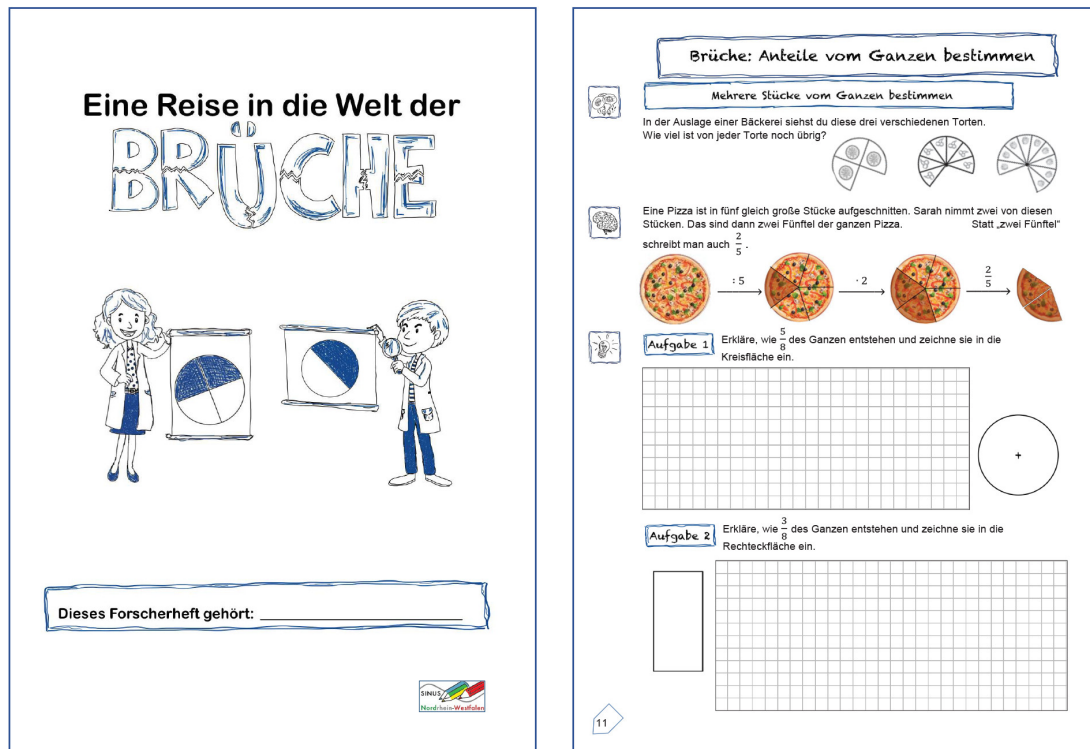 Eine Reise in die Welt der
BRÜCHE
Dieses Forscherheft gehört: ____________________
SINUS
Nordrhein-Westfalen
Brüche: Anteile vom Ganzen bestimmen
Mehrere Stücke vom Ganzen bestimmen
In der Auslage einer Bäckerei siehst du diese drei verschiedenen Torten.
Wie viel ist von jeder Torte noch übrig?
Eine Pizza ist in fünf gleich große Stücke aufgeschnitten. Sarah nimmt zwei von diesen
Stücken. Das sind dann zwei Fünftel der ganzen Pizza. Statt „zwei Fünftel“
schreibt man auch 2/5 .
: 5 · 2 2/5
Aufgabe 1 Erkläre, wie 5/8 des Ganzen entstehen und zeichne sie in die
Kreisfläche ein.
Aufgabe 2 Erkläre, wie 3/8 des Ganzen entstehen und zeichne sie in die
Rechteckfläche ein.
11